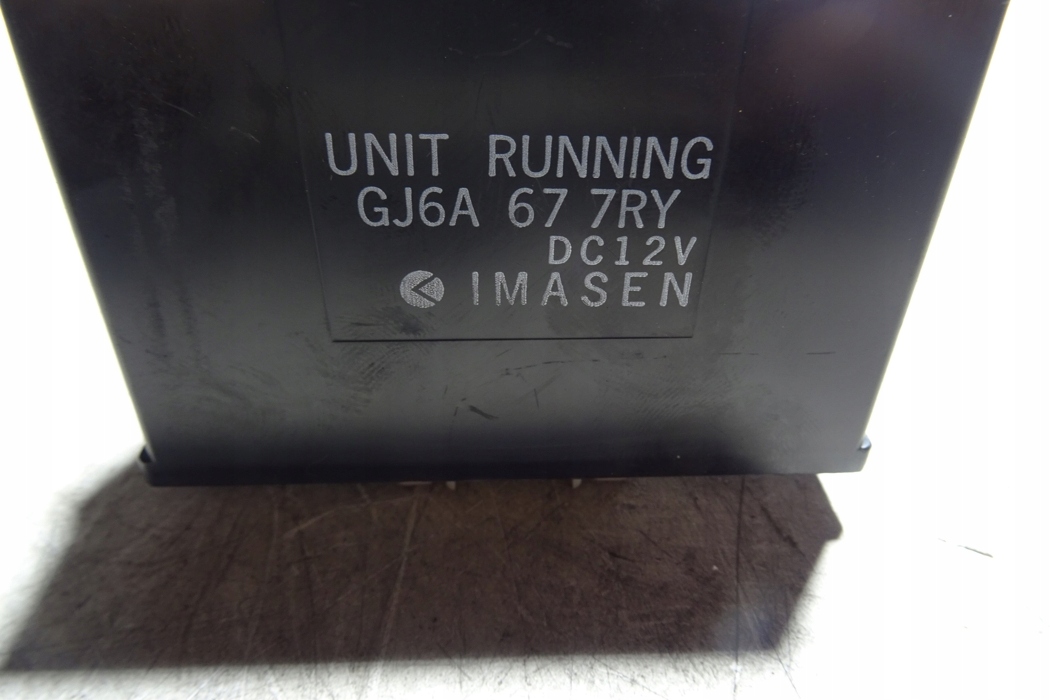 UNIT RUNNING
GJ6A 67 7RY
DC12V
IMASEN